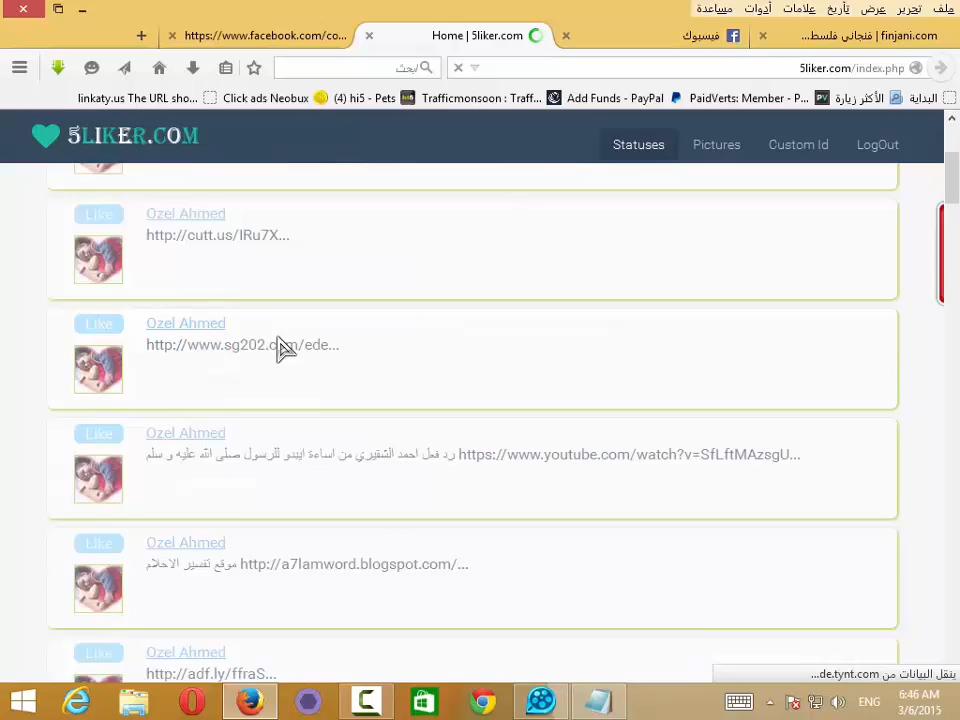 ملف تحرير عرض تأريخ علامات أدوات مساعدة
finjani.com | فنجاني فلسط...
فيسبوك
Home | 5liker.com
https://www.facebook.com/co...
5liker.com/index.php
ابحث
البداية
الأكثر زيارة
PaidVerts: Member - P...
Add Funds - PayPal
Trafficmonsoon : Traff...
(4) hi5 - Pets
Click ads Neobux
linkaty.us The URL sho...
5LIKER.COM
Statuses Pictures Custom Id LogOut
Like Ozel Ahmed
http://cutt.us/IRu7X...
Like Ozel Ahmed
http://www.sg202.com/ede...
Like Ozel Ahmed
رد فعل احمد الشقيري من اساءة ايبدو للرسول صلى الله عليه و سلم https://www.youtube.com/watch?v=SfLftMAzsgU...
Like Ozel Ahmed
موقع تفسير الاحلام http://a7lamword.blogspot.com/...
Like Ozel Ahmed
http://adf.ly/ffraS...
ينقل البيانات من de.tynt.com...
ENG
6:46 AM
3/6/2015